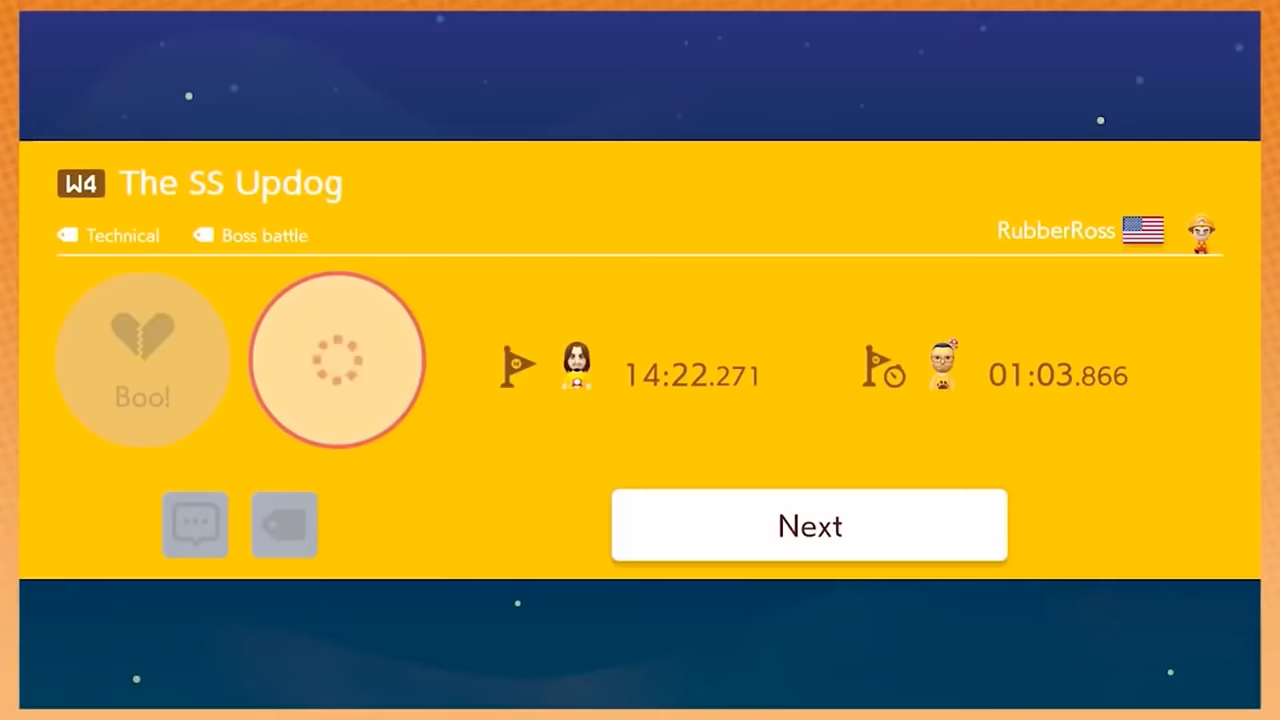 W4 The SS Updog
Technical Boss battle
RubberRoss
Boo!
14:22.271
01:03.866
Next